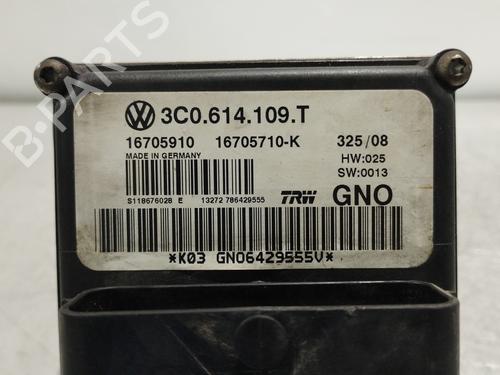 3C0.614.109.T
16705910 16705710-K 325/08
MADE IN GERMANY HW:025
SW:0013
S118676028 E 13272 786429555 TRW GNO
*K03 GNO6429555V*
B-PARTS